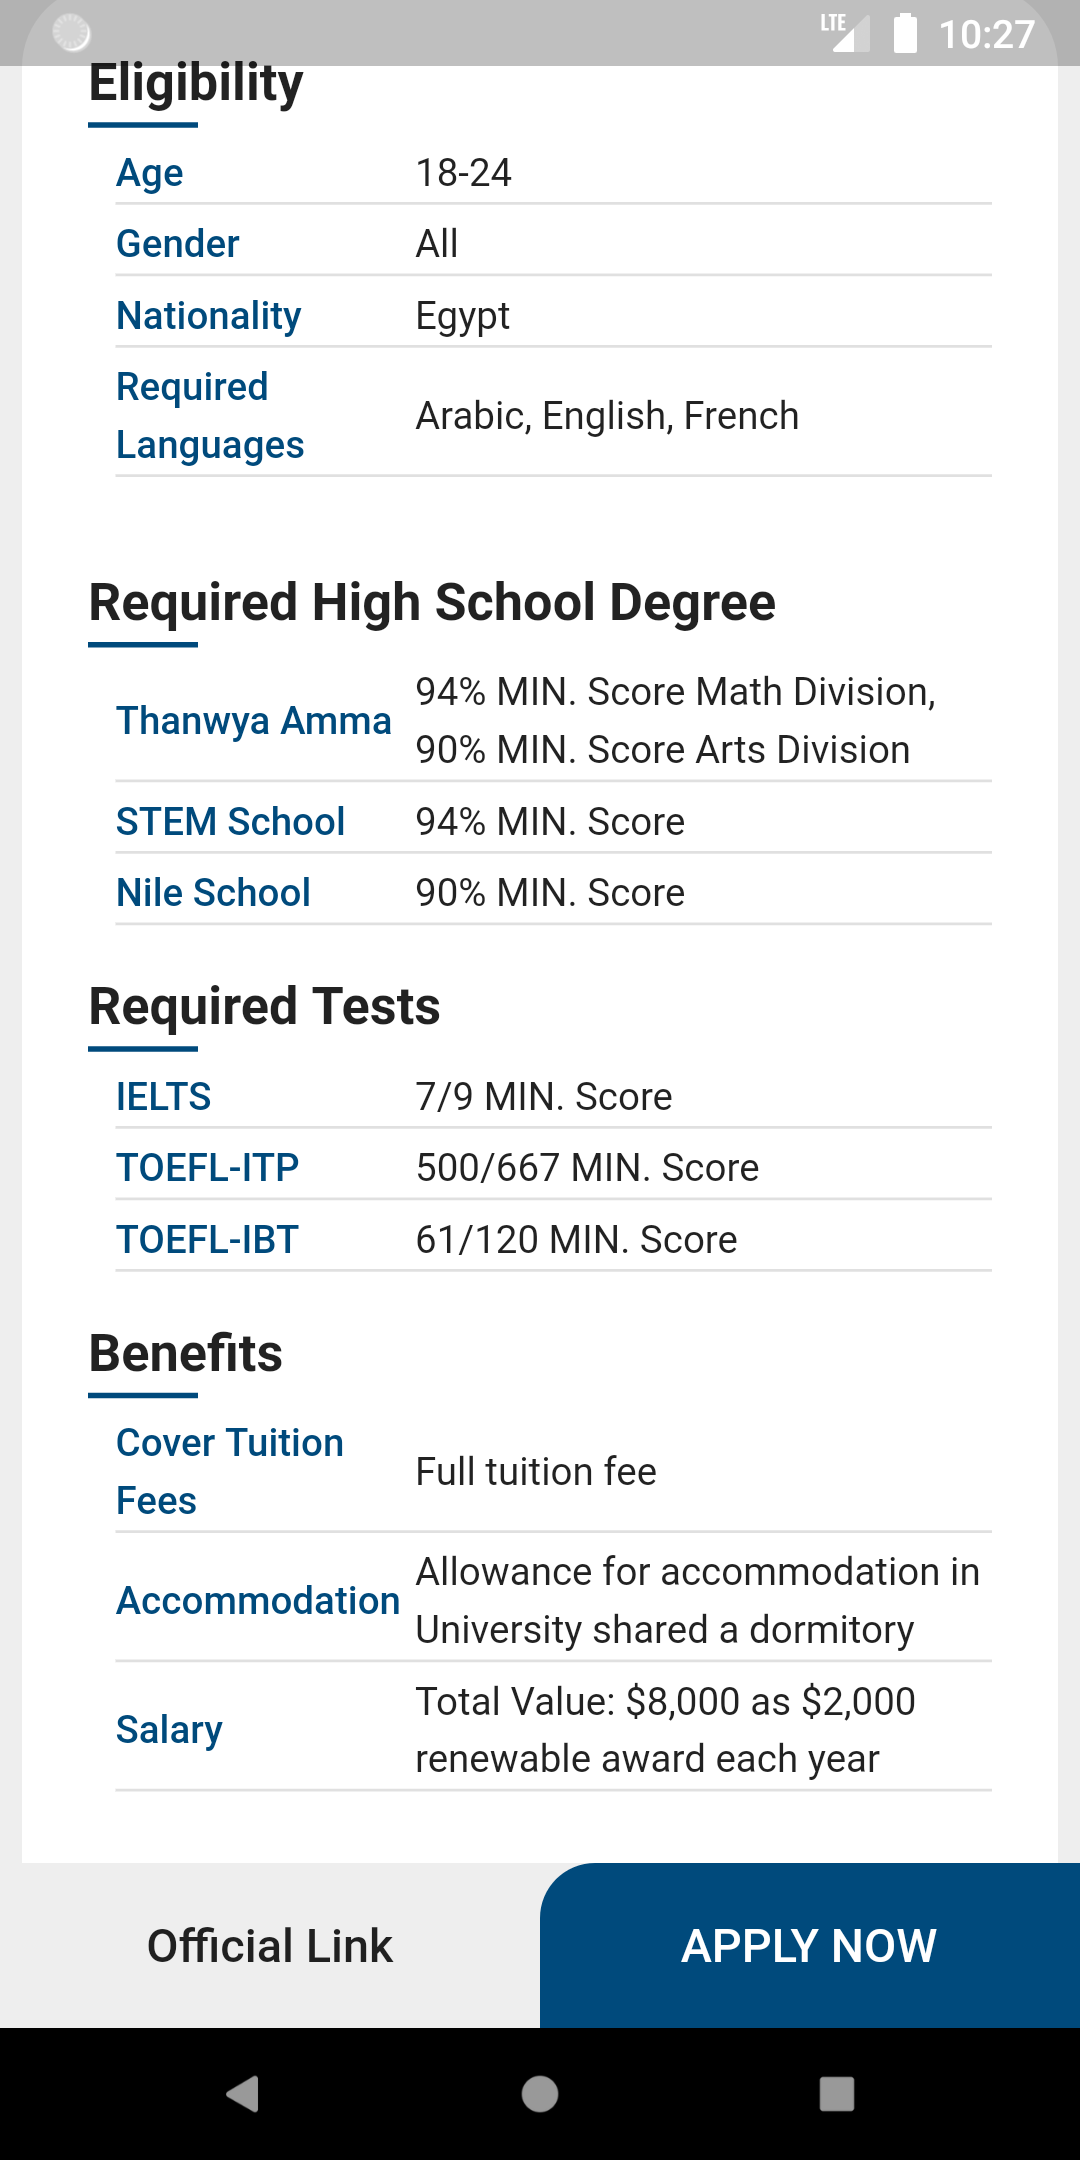 LTE 10:27
Eligibility
Age 18-24
Gender All
Nationality Egypt
Required
Languages
Arabic, English, French
Required High School Degree
Thanwya Amma
94% MIN. Score Math Division,
90% MIN. Score Arts Division
STEM School 94% MIN. Score
Nile School 90% MIN. Score
Required Tests
IELTS 7/9 MIN. Score
TOEFL-ITP 500/667 MIN. Score
TOEFL-IBT 61/120 MIN. Score
Benefits
Cover Tuition
Fees
Full tuition fee
Accommodation
Allowance for accommodation in
University shared a dormitory
Salary
Total Value: $8,000 as $2,000
renewable award each year
Official Link APPLY NOW